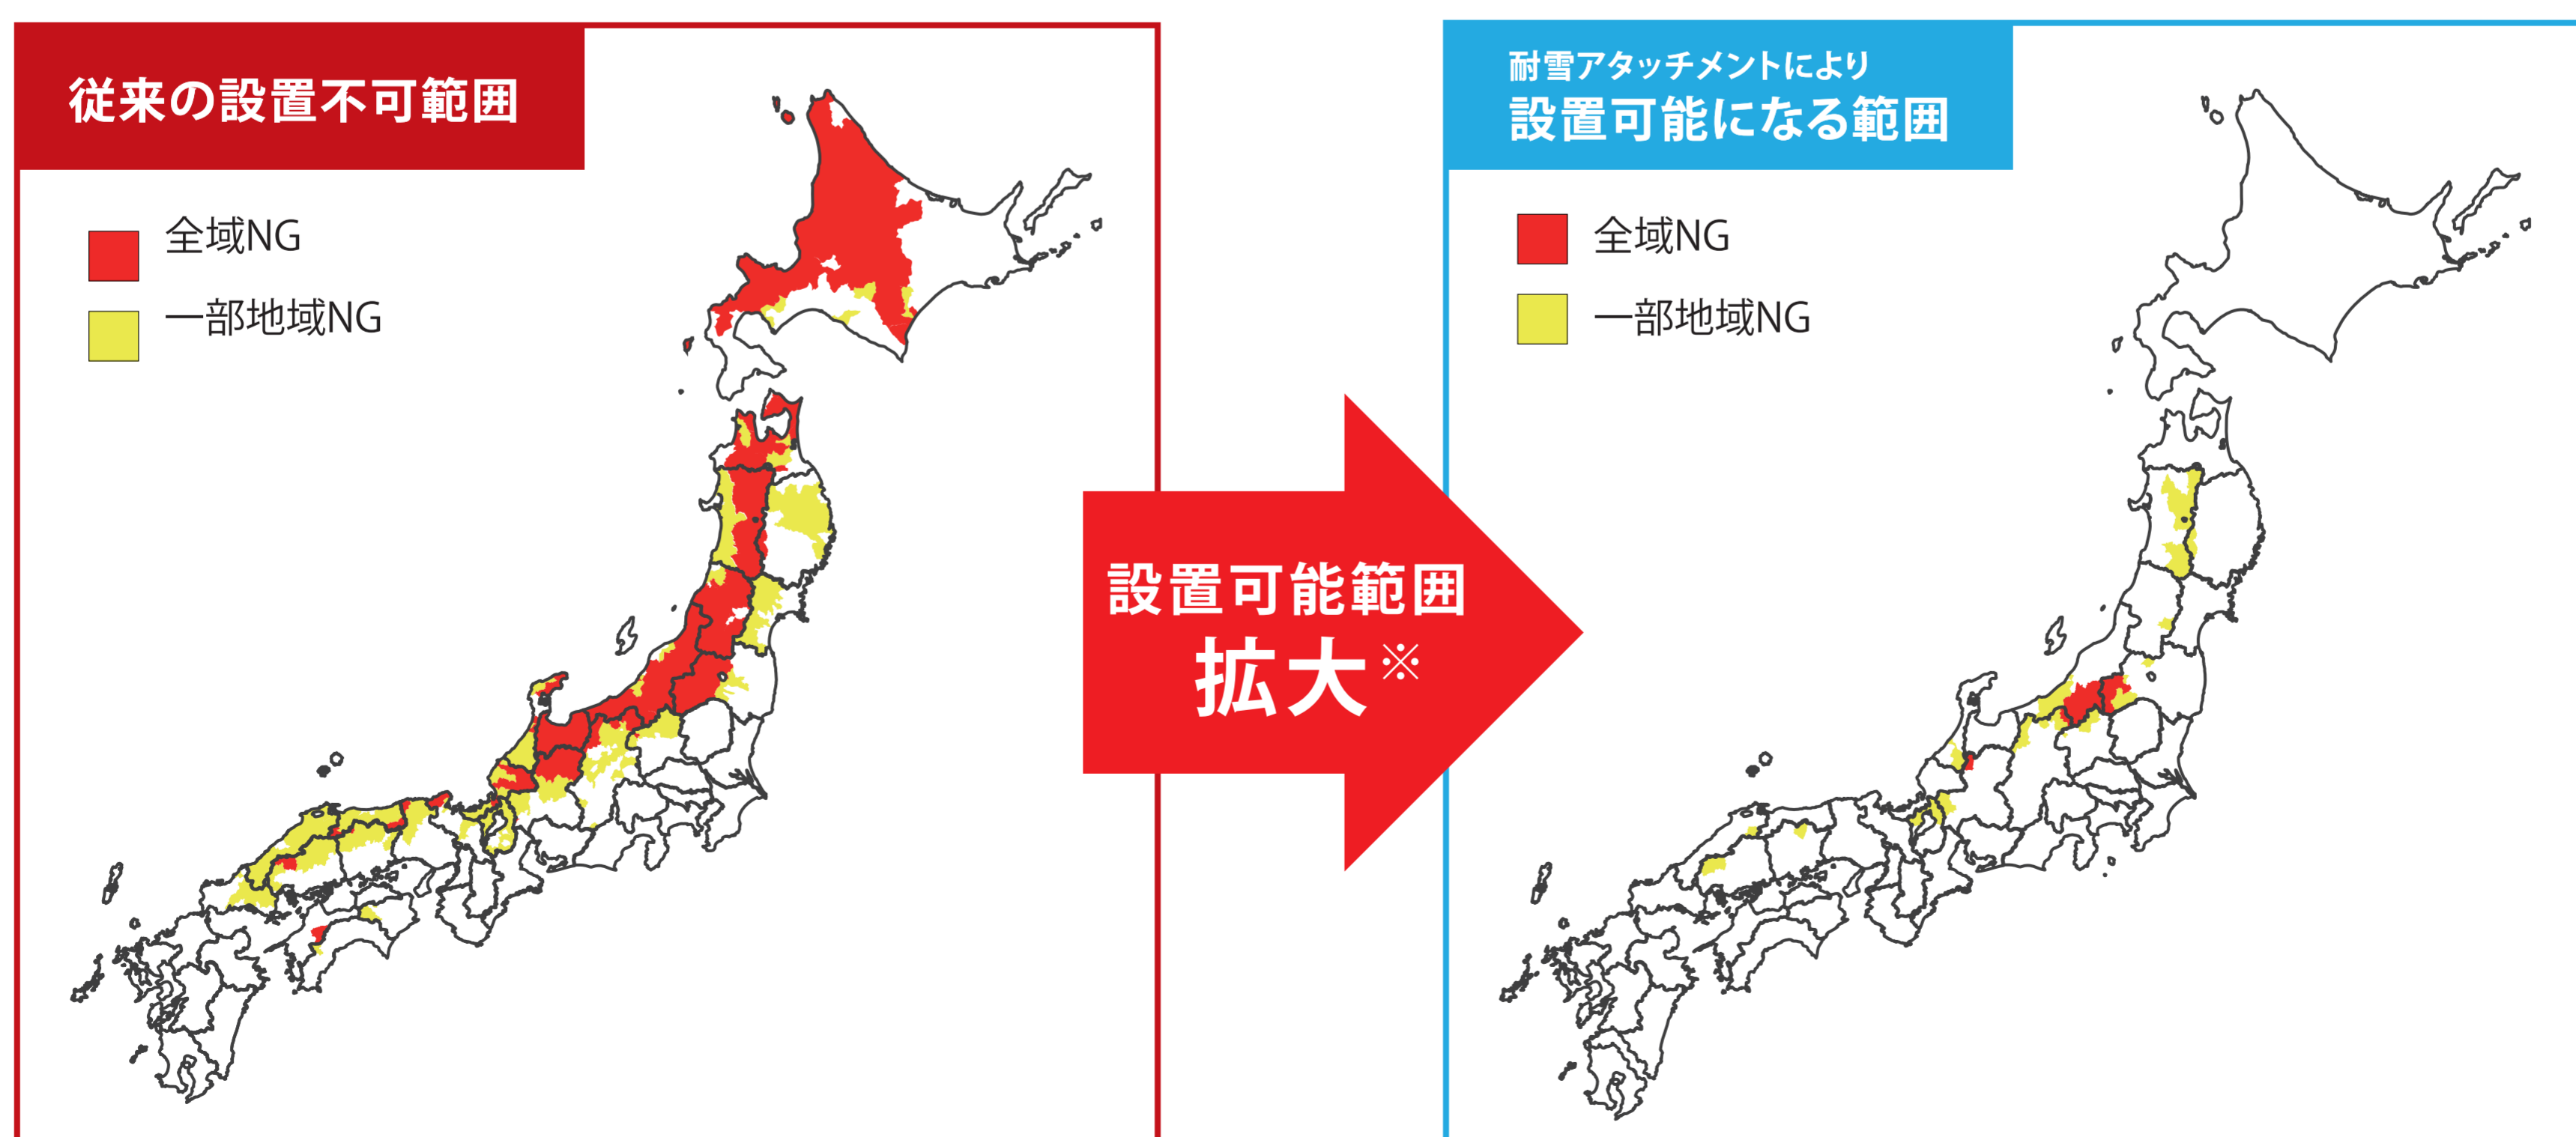 従来の設置不可範囲
全域NG
一部地域NG
設置可能範囲
拡大※
耐雪アタッチメントにより
設置可能になる範囲
全域NG
一部地域NG